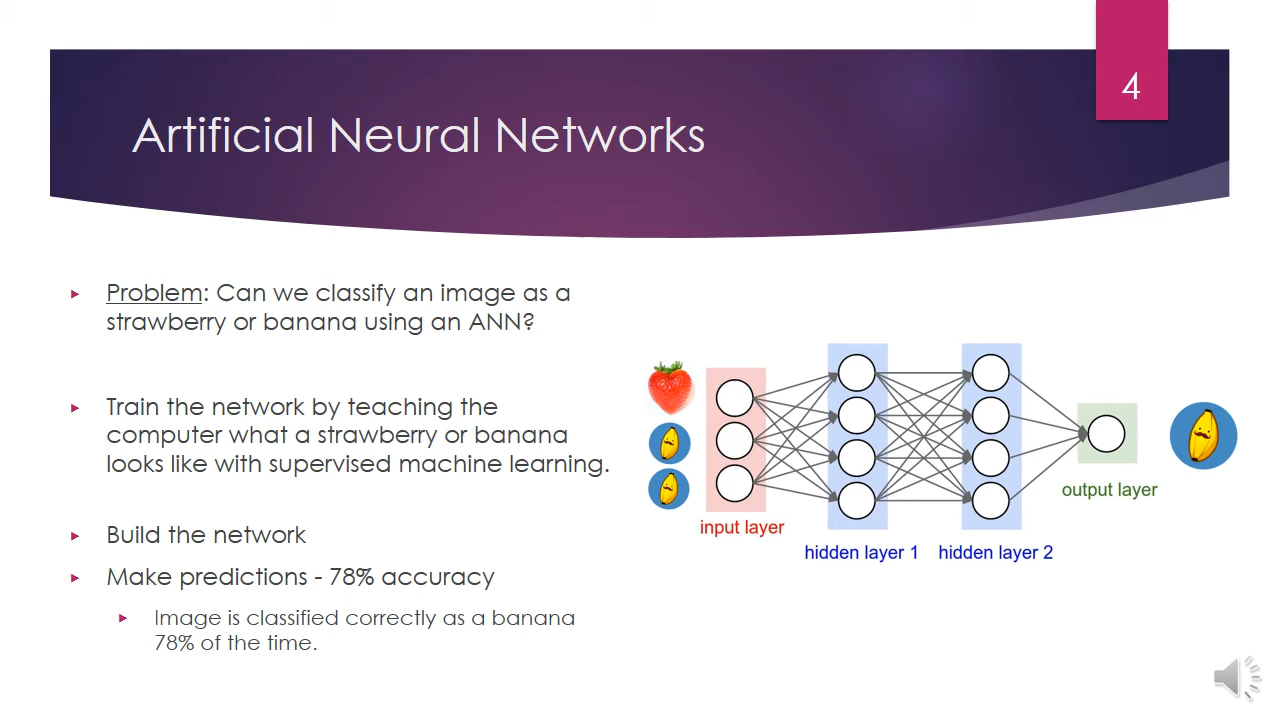 4
Artificial Neural Networks
Problem: Can we classify an image as a
strawberry or banana using an ANN?
Train the network by teaching the
computer what a strawberry or banana
looks like with supervised machine learning.
Build the network
Make predictions - 78% accuracy
Image is classified correctly as a banana
78% of the time.
input layer
hidden layer 1
hidden layer 2
output layer